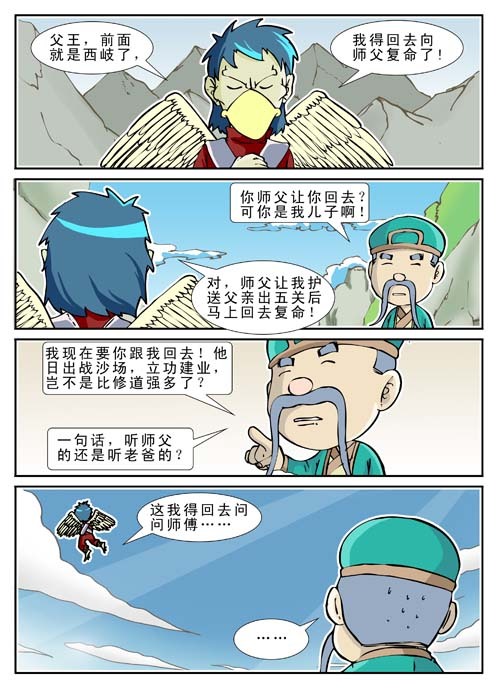 父王，前面
就是西岐了，
我得回去向
师父复命了！
你师父让你回去？
可你是我儿子啊！
对，师父让我护
送父亲出五关后
马上回去复命！
我现在要你跟我回去！他
日出战沙场，立功建业，
岂不是比修道强多了？
一句话，听师父
的还是听老爸的？
这我得回去问
问师傅……
……